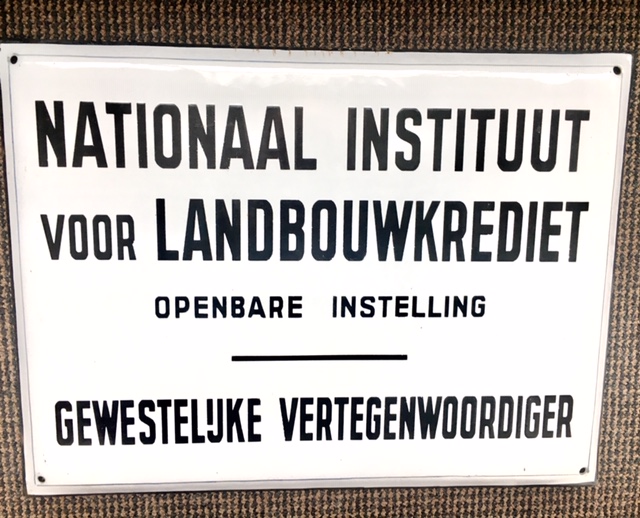 NATIONAAL INSTITUUT
VOOR LANDBOUWKREDIET
OPENBARE INSTELLING
GEWESTELIJKE VERTEGENWOORDIGER